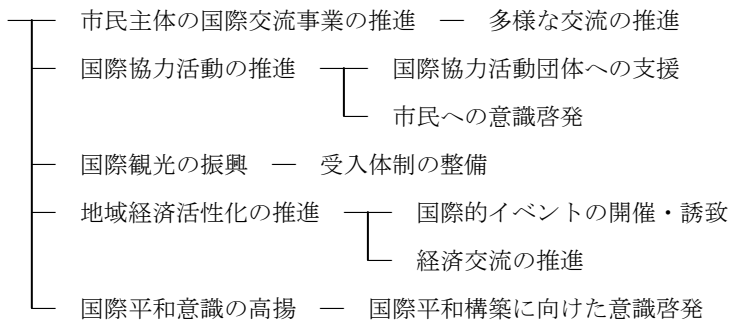 市民主体の国際交流事業の推進 ― 多様な交流の推進
国際協力活動の推進 国際協力活動団体への支援
市民への意識啓発
国際観光の振興 ― 受入体制の整備
地域経済活性化の推進 国際的イベントの開催・誘致
経済交流の推進
国際平和意識の高揚 ― 国際平和構築に向けた意識啓発